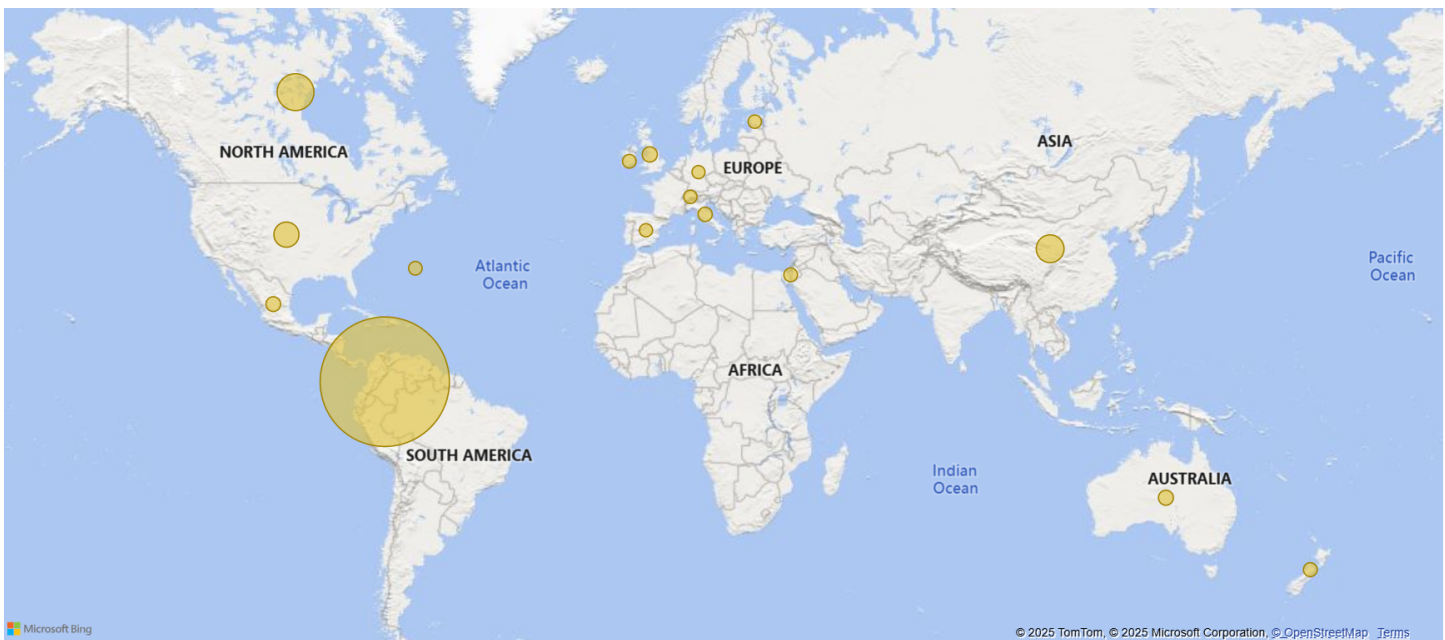 NORTH AMERICA
ASIA
EUROPE
Atlantic
Ocean
Pacific
Ocean
AFRICA
SOUTH AMERICA
Indian
Ocean
AUSTRALIA
Microsoft Bing
© 2025 TomTom, © 2025 Microsoft Corporation, © OpenStreetMap Terms